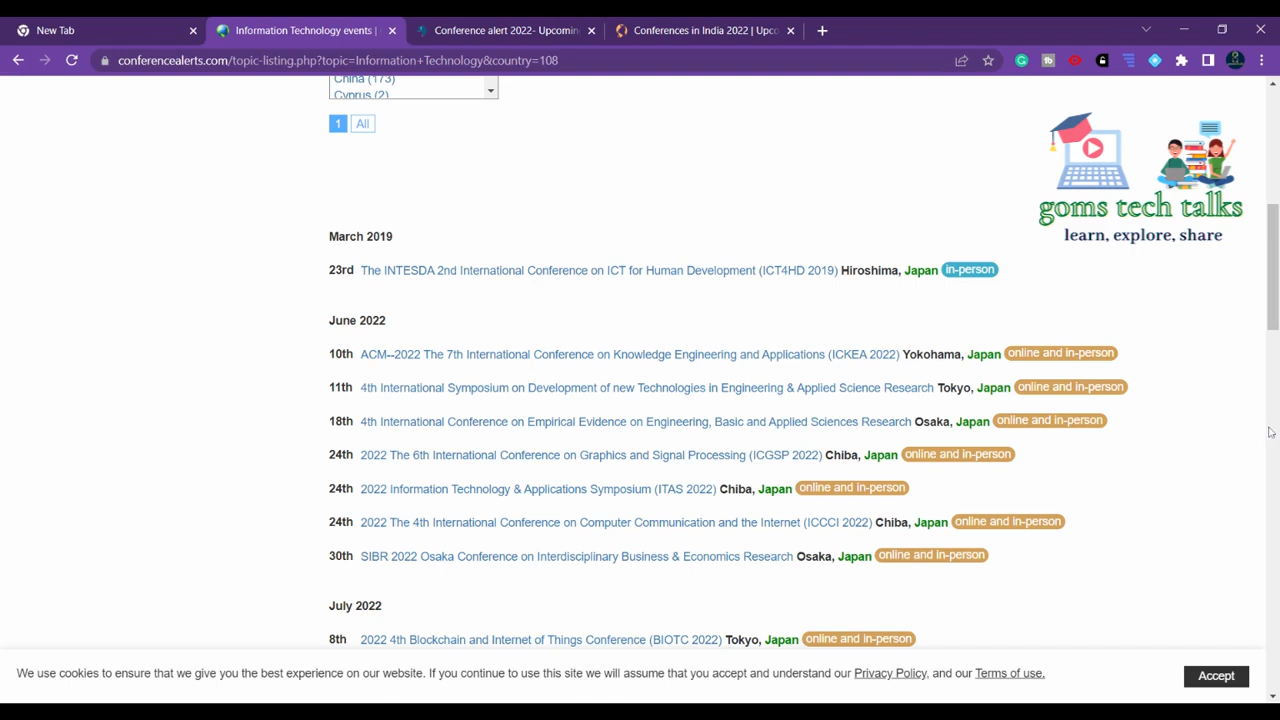 New Tab
Information Technology events |
Conference alert 2022- Upcomin
Conferences in India 2022 | Upco
conferencealerts.com/topic-listing.php?topic=Information+Technology&country=108
China (173)
Cyprus (2)
1 All
goms tech talks
learn, explore, share
March 2019
23rd The INTESDA 2nd International Conference on ICT for Human Development (ICT4HD 2019) Hiroshima, Japan in-person
June 2022
10th ACM--2022 The 7th International Conference on Knowledge Engineering and Applications (ICKEA 2022) Yokohama, Japan online and in-person
11th 4th International Symposium on Development of new Technologies in Engineering & Applied Science Research Tokyo, Japan online and in-person
18th 4th International Conference on Empirical Evidence on Engineering, Basic and Applied Sciences Research Osaka, Japan online and in-person
24th 2022 The 6th International Conference on Graphics and Signal Processing (ICGSP 2022) Chiba, Japan online and in-person
24th 2022 Information Technology & Applications Symposium (ITAS 2022) Chiba, Japan online and in-person
24th 2022 The 4th International Conference on Computer Communication and the Internet (ICCCI 2022) Chiba, Japan online and in-person
30th SIBR 2022 Osaka Conference on Interdisciplinary Business & Economics Research Osaka, Japan online and in-person
July 2022
8th 2022 4th Blockchain and Internet of Things Conference (BIOTC 2022) Tokyo, Japan online and in-person
We use cookies to ensure that we give you the best experience on our website. If you continue to use this site we will assume that you accept and understand our Privacy Policy, and our Terms of use.
Accept